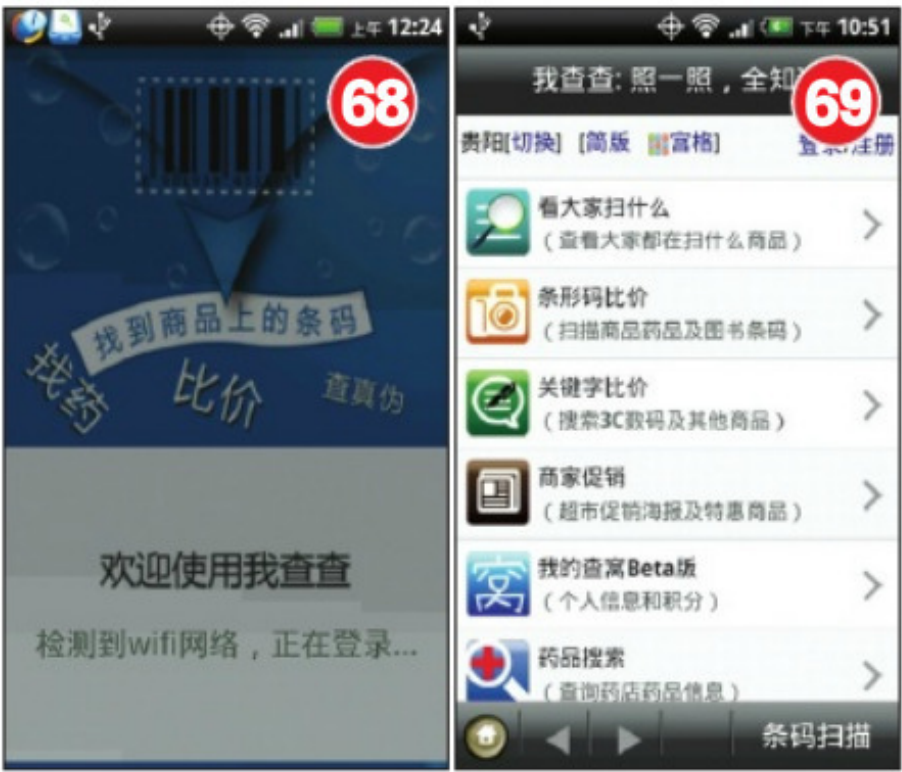 上午 12:24
68
找到商品上的条码
找药
比价
查真伪
欢迎使用我查查
检测到wifi网络，正在登录...
下午 10:51
我查查: 照一照，全知
69
贵阳[切换] [简版 宫格]
登录/注册
看大家扫什么
（查看大家都在扫什么商品）
条形码比价
（扫描商品药品及图书条码）
关键字比价
（搜索3C数码及其他商品）
商家促销
（超市促销海报及特惠商品）
我的查窝Beta版
（个人信息和积分）
窝
药品搜索
（查询药店药品信息）
条码扫描